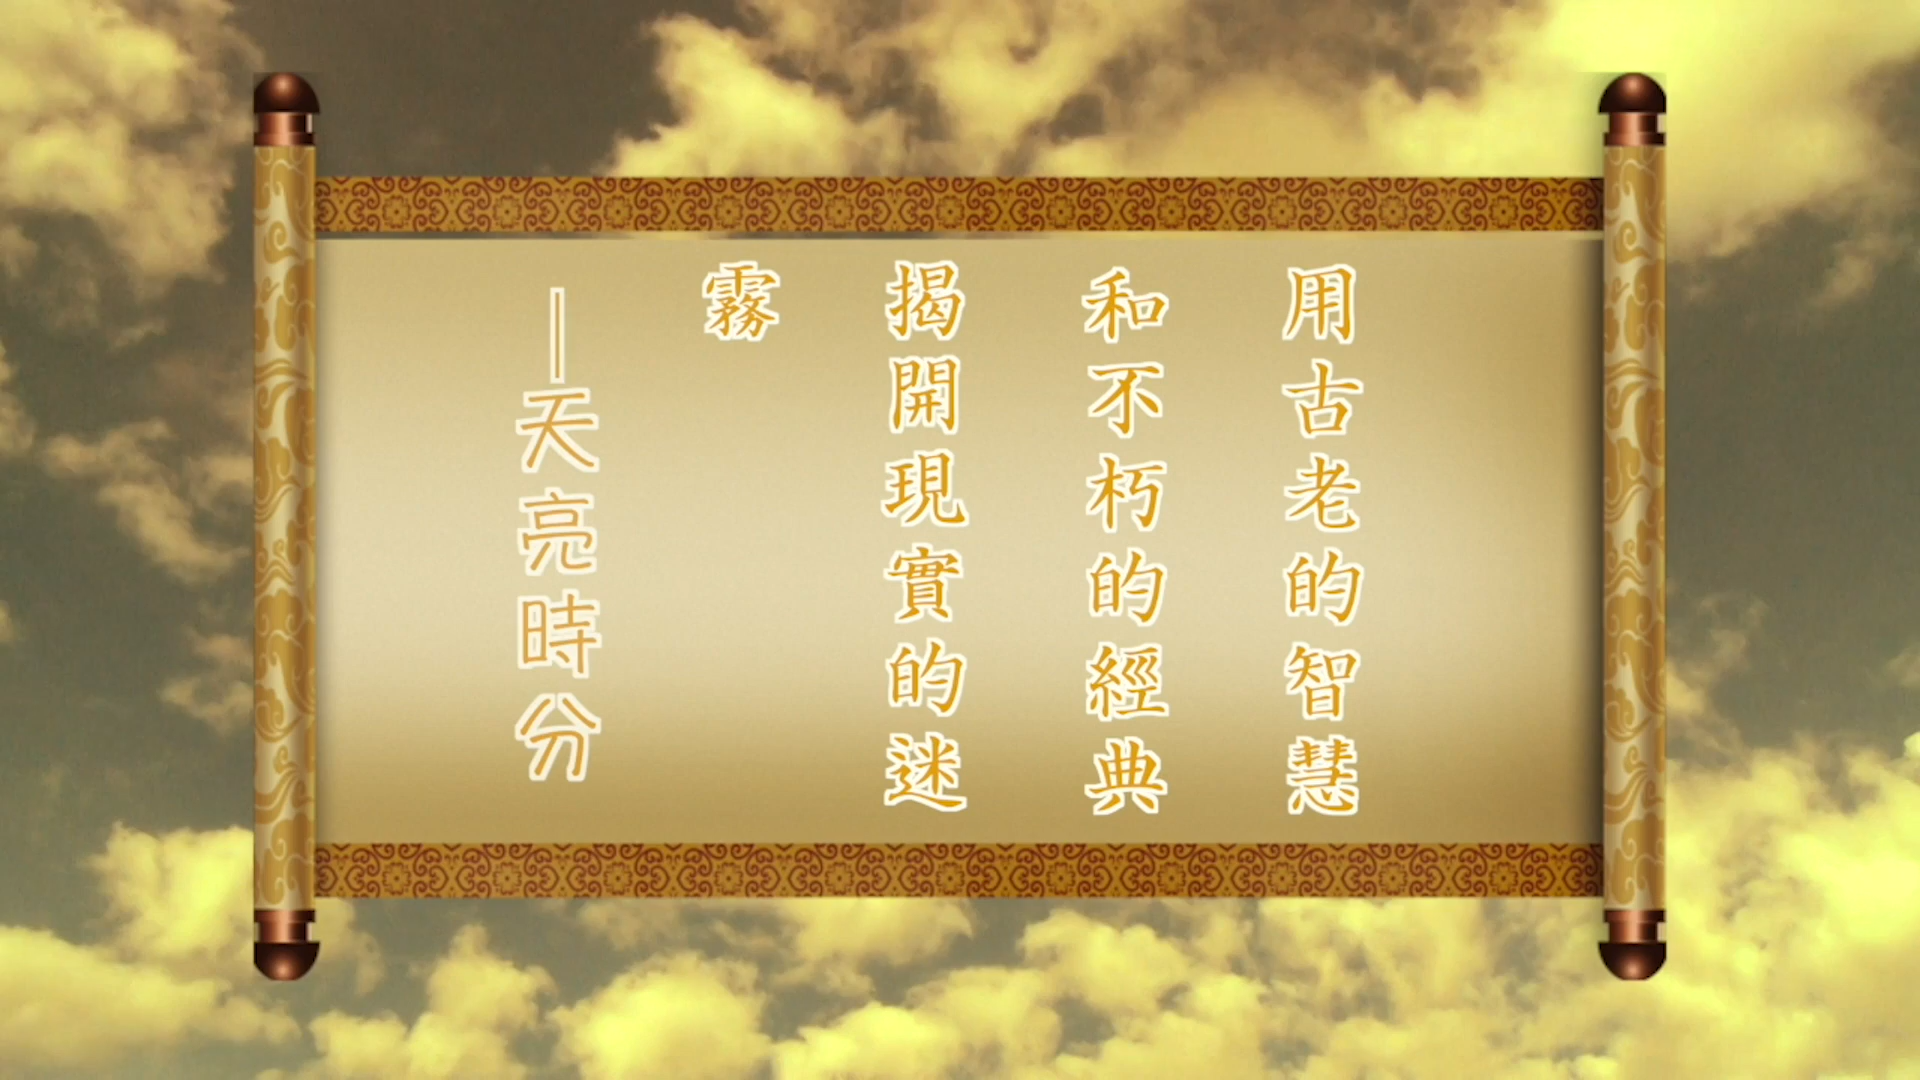 用古老的智慧
和不朽的經典
揭開現實的迷
霧
—天亮時分